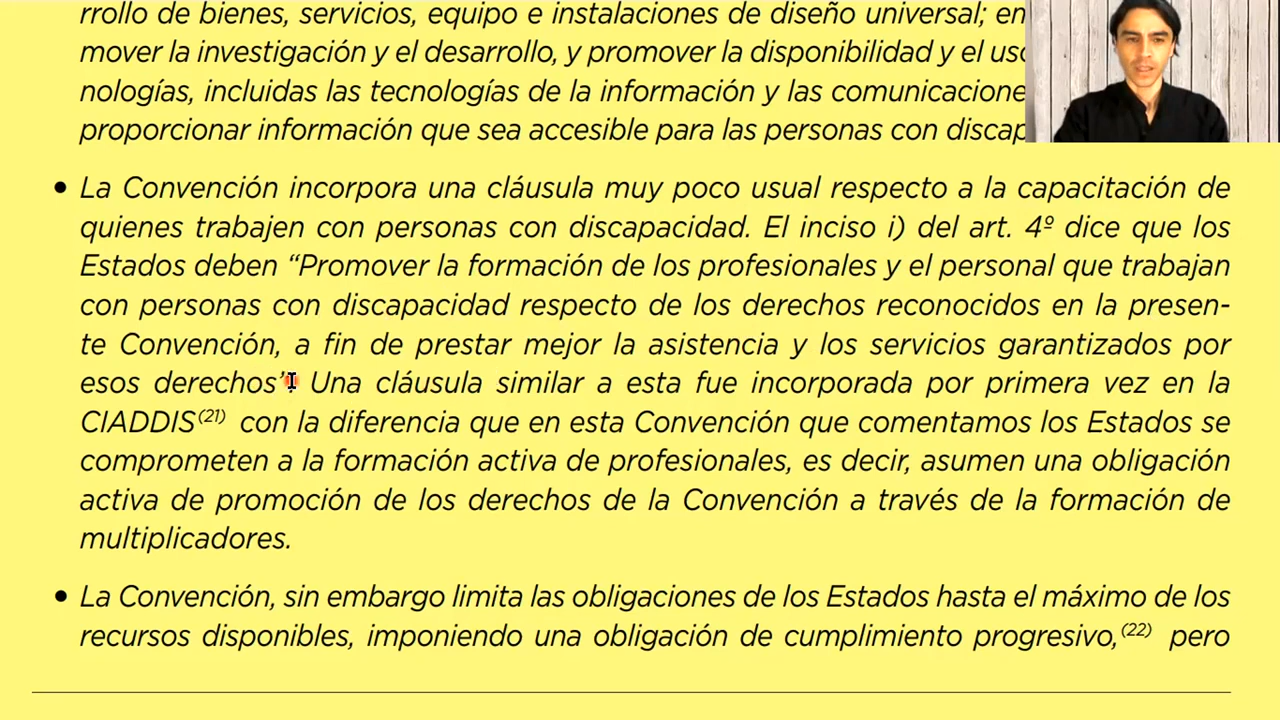 rrollo de bienes, servicios, equipo e instalaciones de diseño universal; em
mover la investigación y el desarrollo, y promover la disponibilidad y el uso
nologías, incluidas las tecnologías de la información y las comunicacione
proporcionar información que sea accesible para las personas con discap
• La Convención incorpora una cláusula muy poco usual respecto a la capacitación de
quienes trabajen con personas con discapacidad. El inciso i) del art. 4º dice que los
Estados deben “Promover la formación de los profesionales y el personal que trabajan
con personas con discapacidad respecto de los derechos reconocidos en la presen-
te Convención, a fin de prestar mejor la asistencia y los servicios garantizados por
esos derechos”. Una cláusula similar a esta fue incorporada por primera vez en la
CIADDIS(21) con la diferencia que en esta Convención que comentamos los Estados se
comprometen a la formación activa de profesionales, es decir, asumen una obligación
activa de promoción de los derechos de la Convención a través de la formación de
multiplicadores.
• La Convención, sin embargo limita las obligaciones de los Estados hasta el máximo de los
recursos disponibles, imponiendo una obligación de cumplimiento progresivo,(22) pero